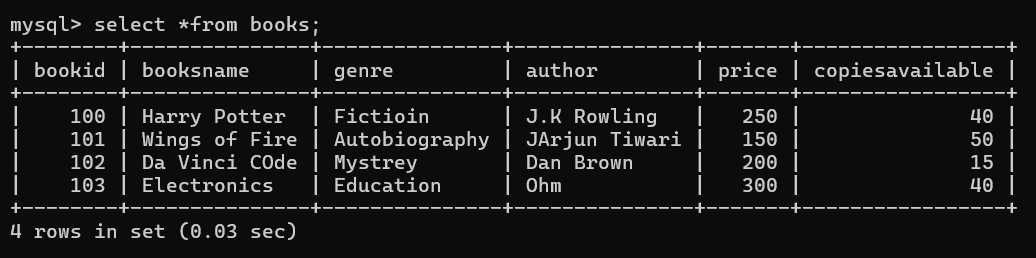 mysql> select *from books;
+--------+---------------+---------------+---------------+-------+-----------------+
| bookid | booksname     | genre         | author        | price | copiesavailable |
+--------+---------------+---------------+---------------+-------+-----------------+
|    100 | Harry Potter  | Fictioin      | J.K Rowling   |   250 |              40 |
|    101 | Wings of Fire | Autobiography | JArjun Tiwari |   150 |              50 |
|    102 | Da Vinci COde | Mystrey       | Dan Brown     |   200 |              15 |
|    103 | Electronics   | Education     | Ohm           |   300 |              40 |
+--------+---------------+---------------+---------------+-------+-----------------+
4 rows in set (0.03 sec)